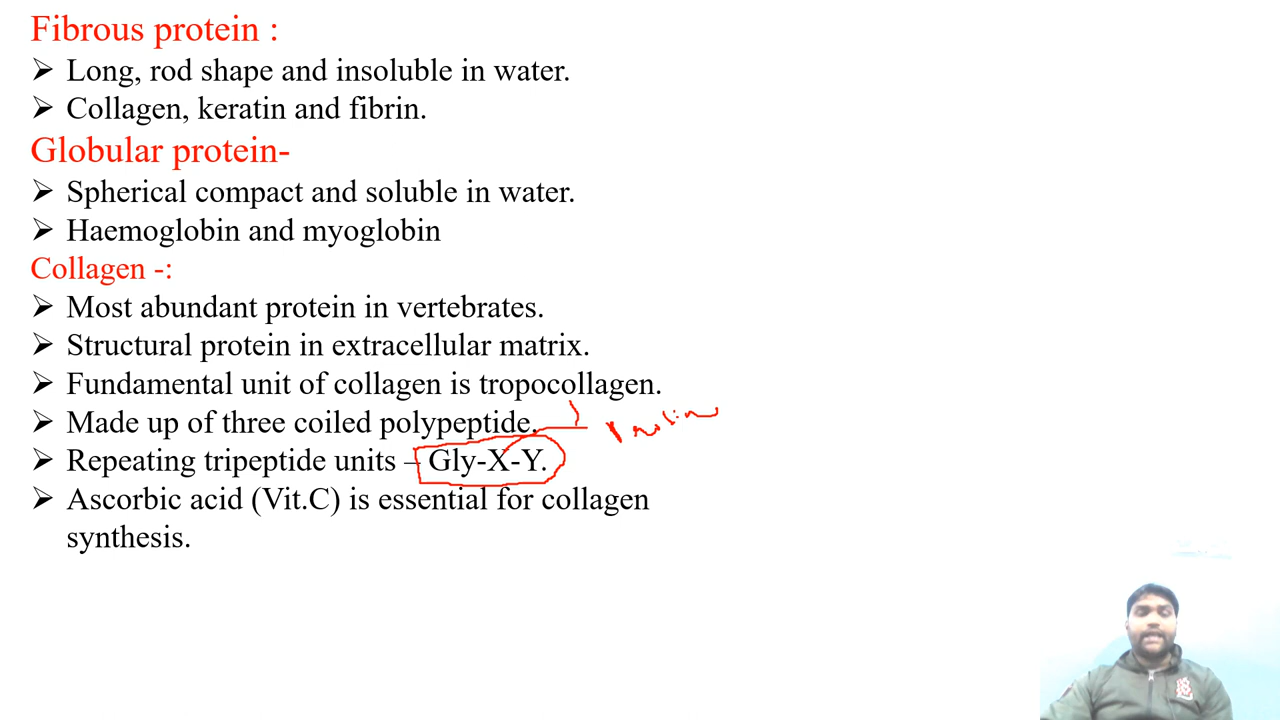 Fibrous protein :
➤ Long, rod shape and insoluble in water.
➤ Collagen, keratin and fibrin.
Globular protein-
➤ Spherical compact and soluble in water.
➤ Haemoglobin and myoglobin
Collagen -:
➤ Most abundant protein in vertebrates.
➤ Structural protein in extracellular matrix.
➤ Fundamental unit of collagen is tropocollagen.
➤ Made up of three coiled polypeptide.
➤ Repeating tripeptide units – Gly-X-Y.
➤ Ascorbic acid (Vit.C) is essential for collagen
synthesis.